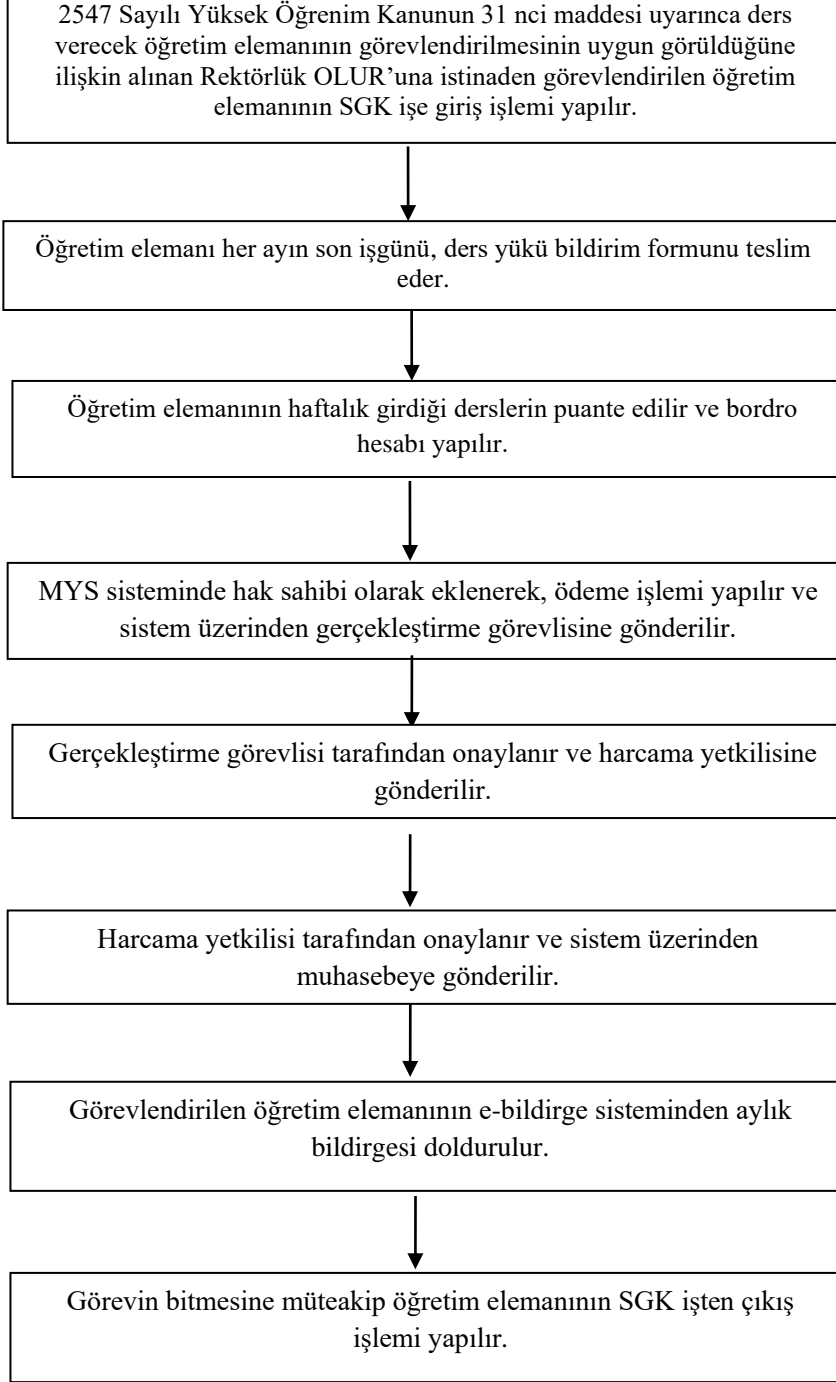 2547 Sayılı Yüksek Öğrenim Kanunun 31 nci maddesi uyarınca ders
verecek öğretim elemanının görevlendirilmesinin uygun görüldüğüne
ilişkin alınan Rektörlük OLUR’una istinaden görevlendirilen öğretim
elemanının SGK işe giriş işlemi yapılır.
Öğretim elemanı her ayın son işgünü, ders yükü bildirim formunu teslim
eder.
Öğretim elemanının haftalık girdiği derslerin puante edilir ve bordro
hesabı yapılır.
MYS sisteminde hak sahibi olarak eklenerek, ödeme işlemi yapılır ve
sistem üzerinden gerçekleştirme görevlisine gönderilir.
Gerçekleştirme görevlisi tarafından onaylanır ve harcama yetkilisine
gönderilir.
Harcama yetkilisi tarafından onaylanır ve sistem üzerinden
muhasebeye gönderilir.
Görevlendirilen öğretim elemanının e-bildirge sisteminden aylık
bildirgesi doldurulur.
Görevin bitmesine müteakip öğretim elemanının SGK işten çıkış
işlemi yapılır.